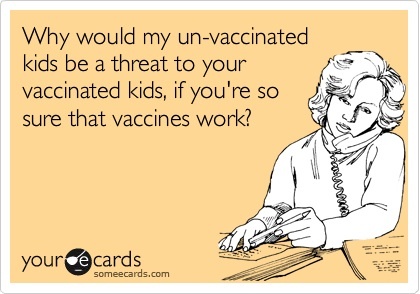 Why would my un-vaccinated
kids be a threat to your
vaccinated kids, if you're so
sure that vaccines work?
your e cards
someecards.com